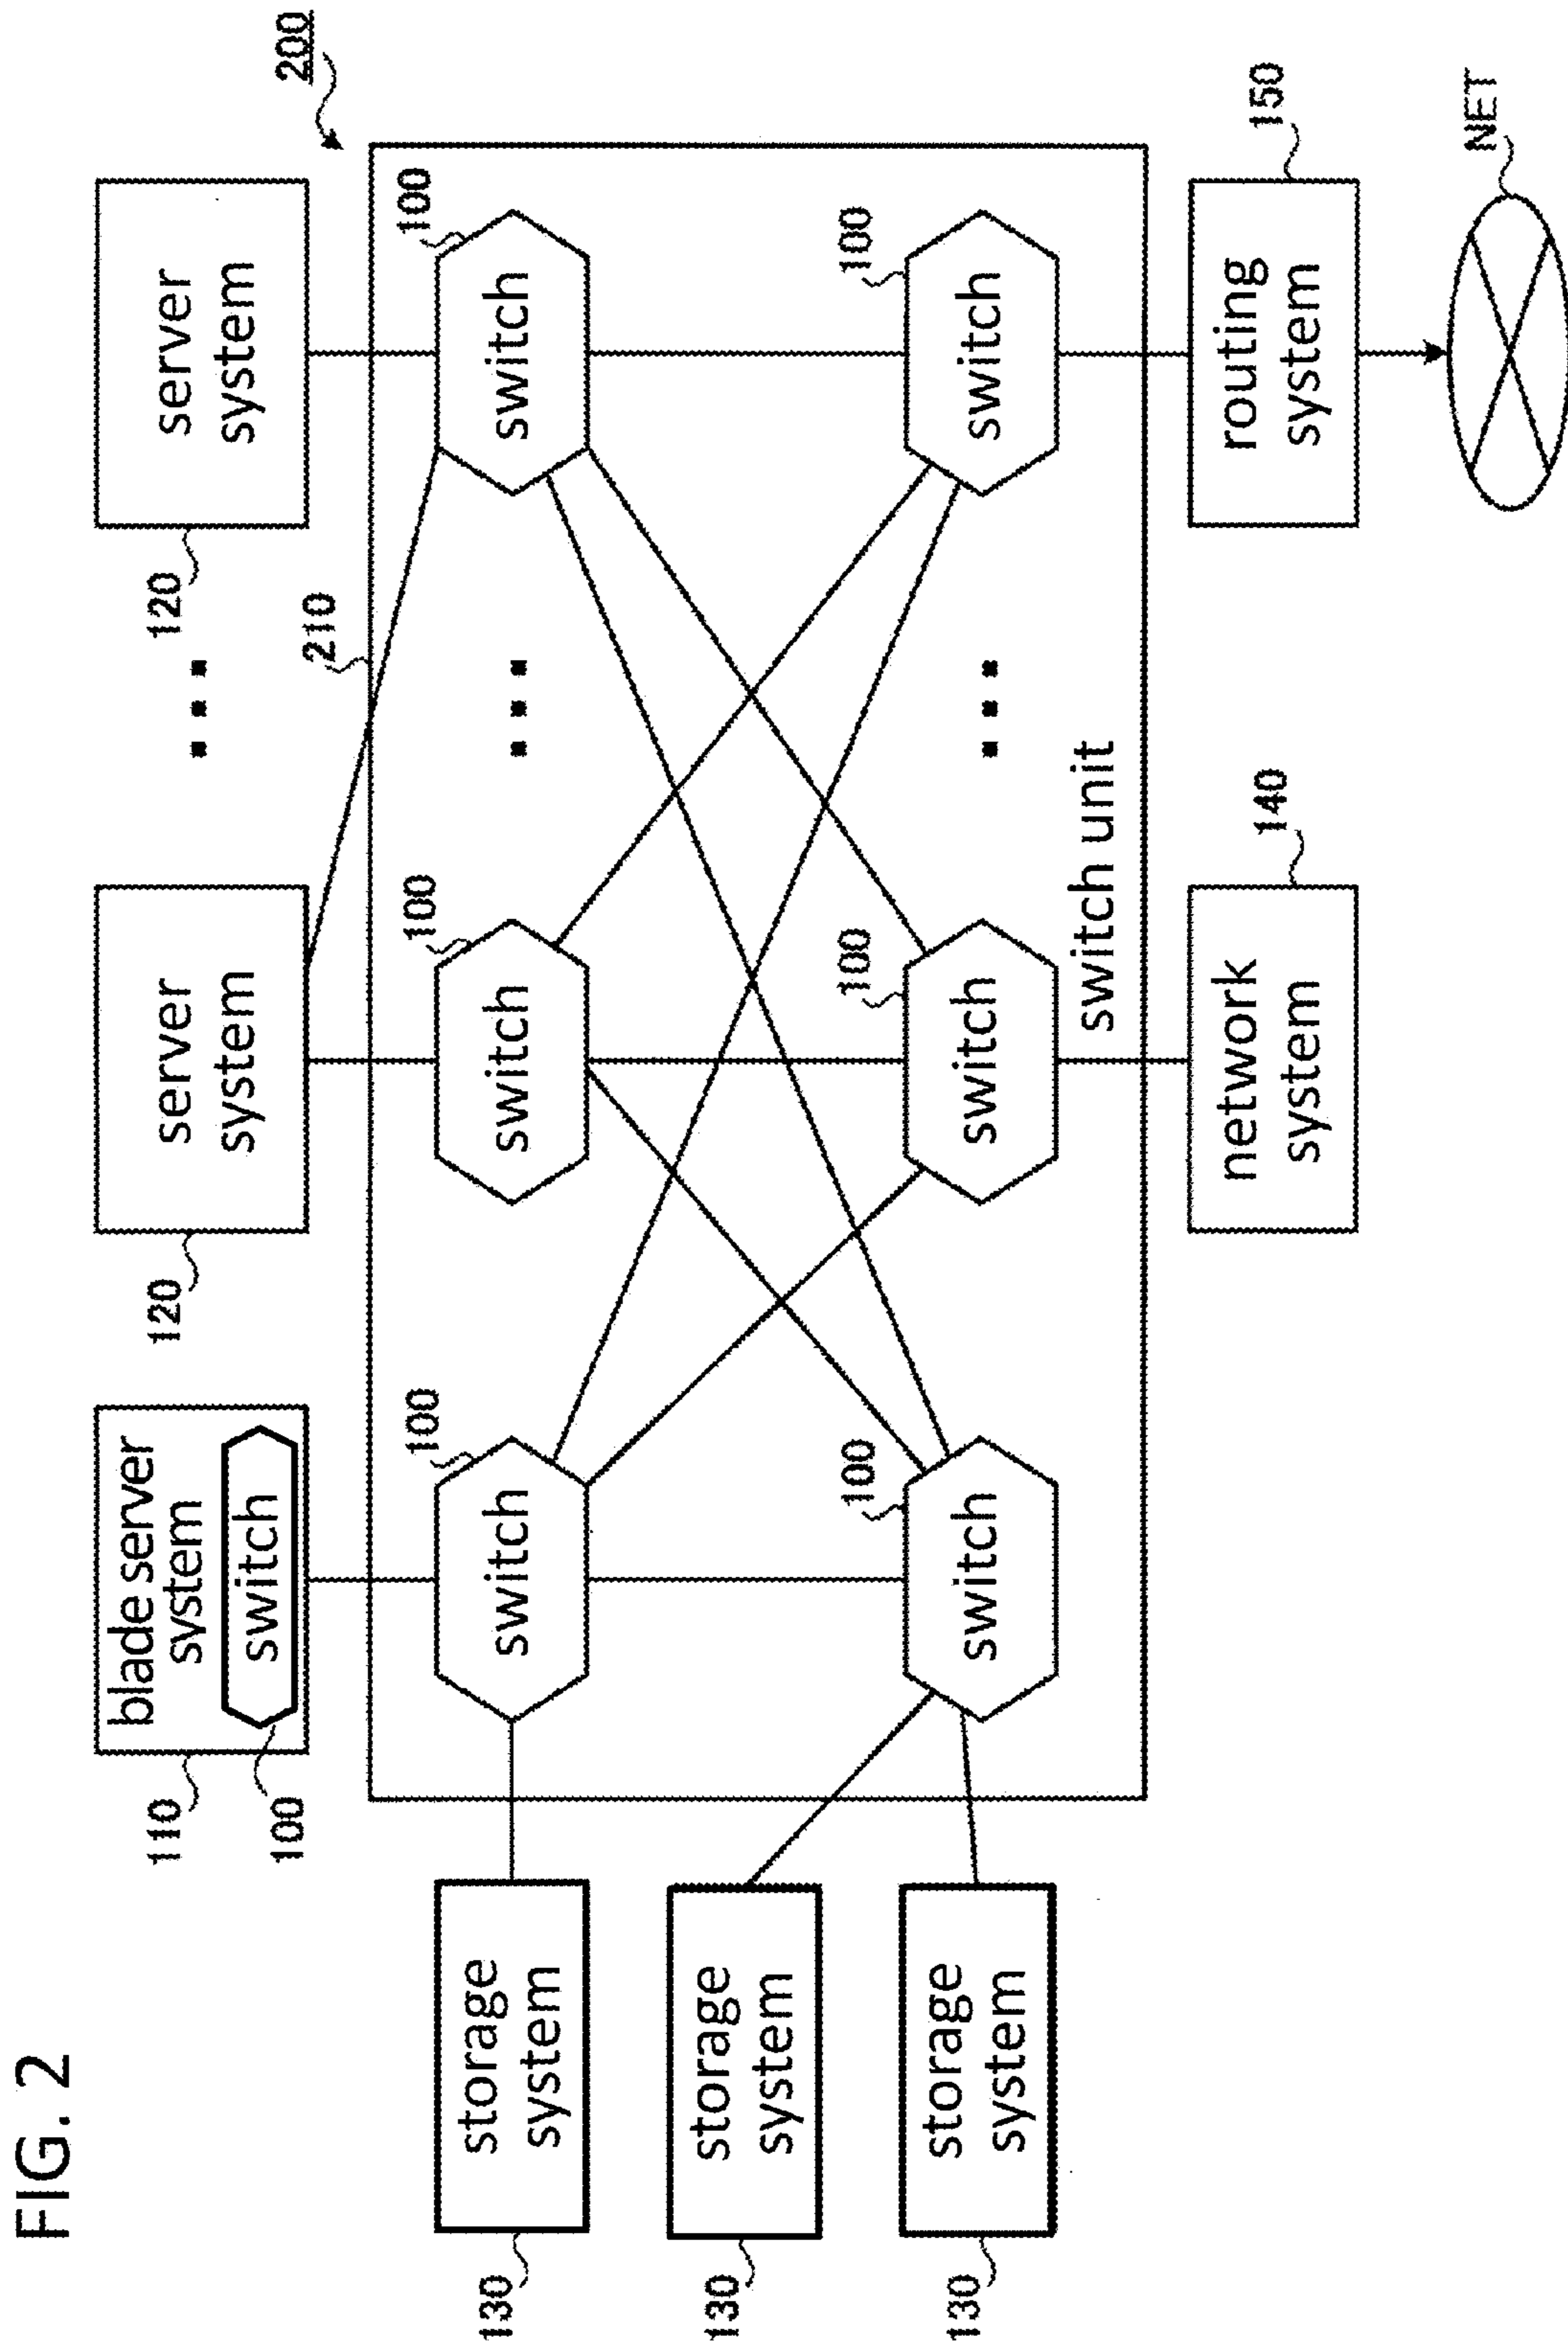 FIG. 2
200
110
100
blade server
system
switch
120
server
system
120
server
system
210
130
storage
system
100
switch
100
switch
100
switch
130
storage
system
130
storage
system
100
switch
100
switch
100
switch
switch unit
140
network
system
150
routing
system
NET